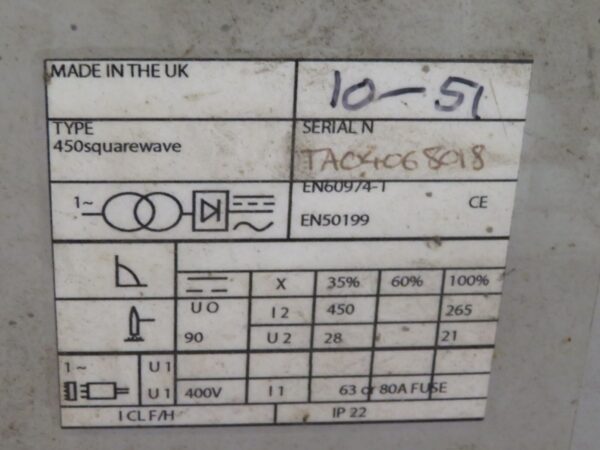 MADE IN THE UK
10-51
TYPE
450squarewave
SERIAL N
TAC4068018
1~
EN60974-1
EN50199
CE
X 35% 60% 100%
U O
90
I 2 450 265
U 2 28 21
1~
U 1
U 1 400V I 1 63 or 80A FUSE
I CL F/H IP 22